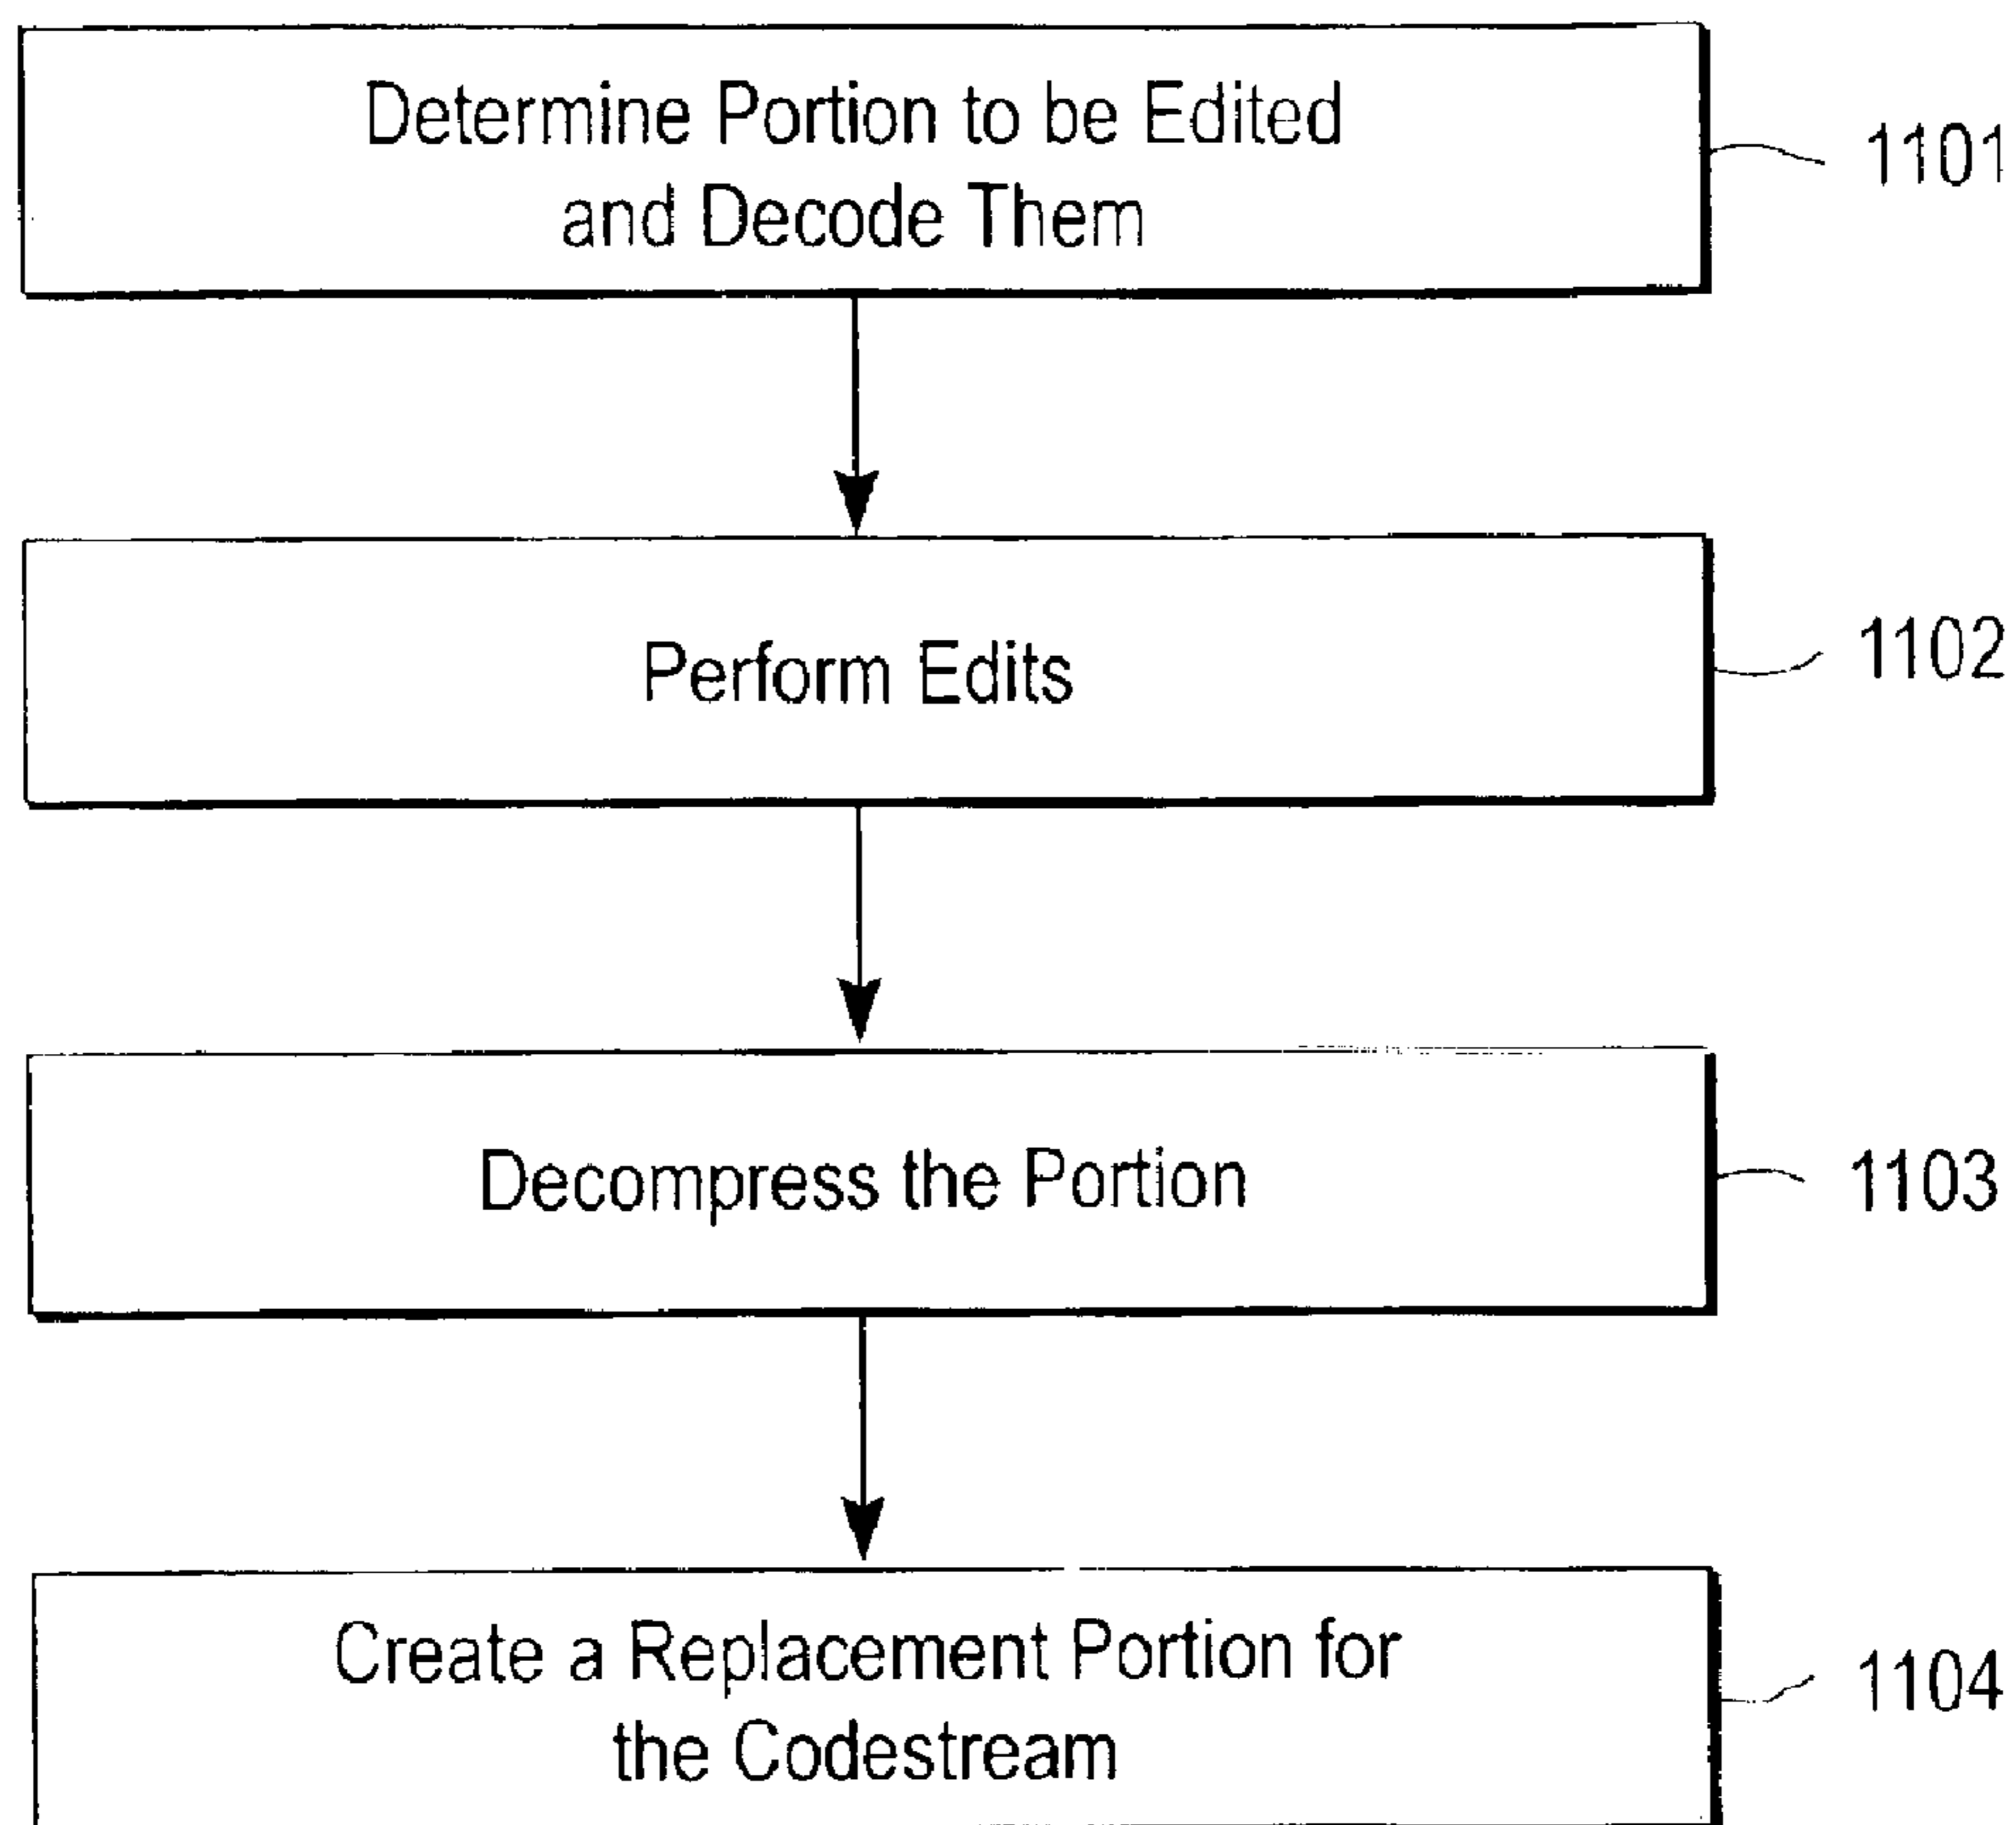 Determine Portion to be Edited
and Decode Them
1101
Perform Edits
1102
Decompress the Portion
1103
Create a Replacement Portion for
the Codestream
1104